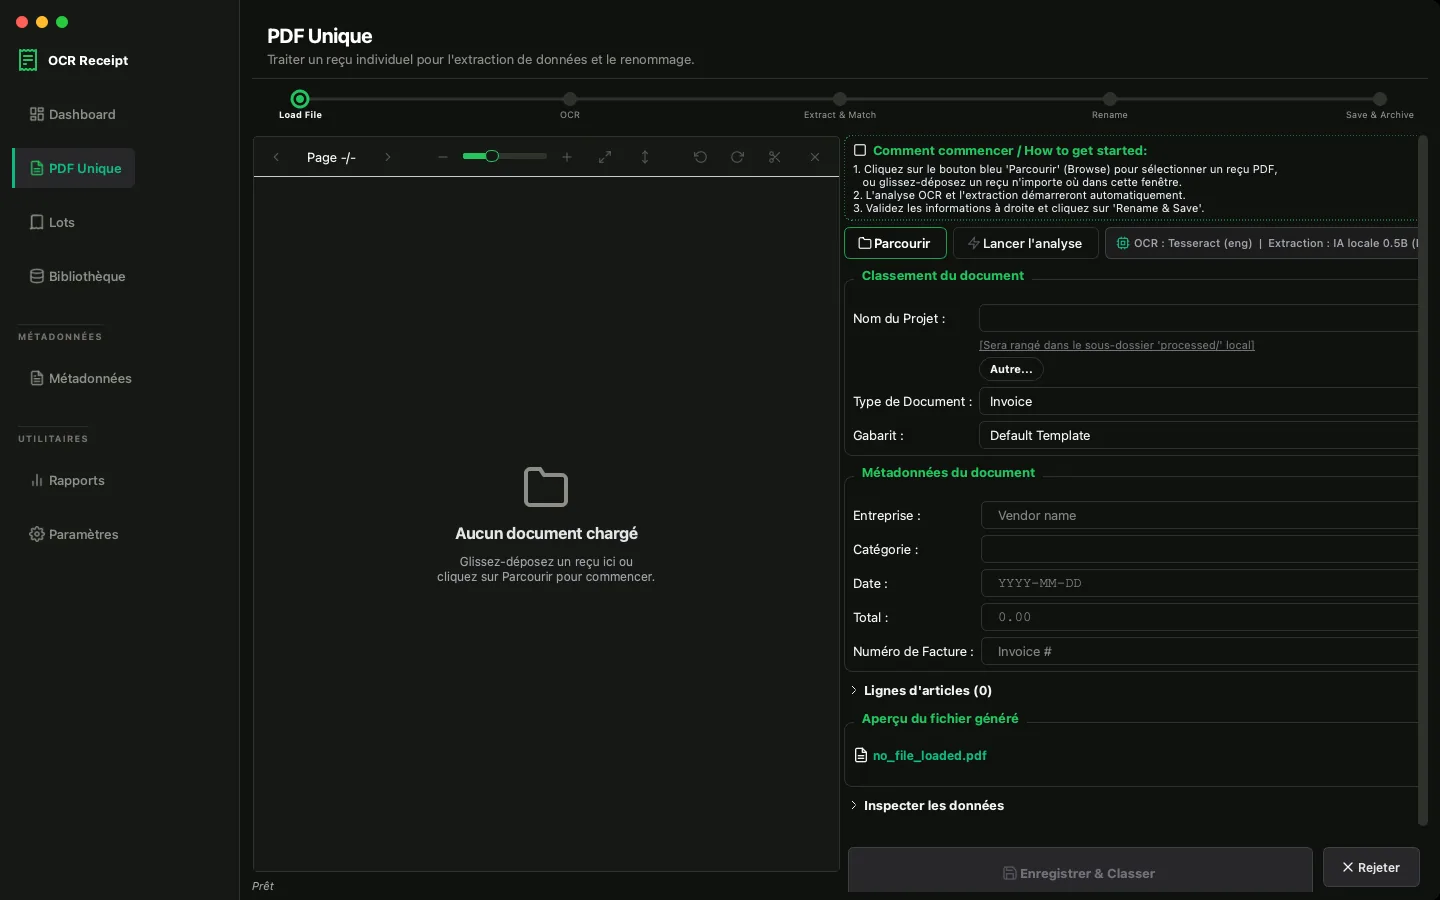 OCR Receipt
Dashboard
PDF Unique
Lots
Bibliothèque
MÉTADONNÉES
Métadonnées
UTILITAIRES
Rapports
Paramètres
PDF Unique
Traiter un reçu individuel pour l'extraction de données et le renommage.
Load File
OCR
Extract & Match
Rename
Save & Archive
Page -/-
Aucun document chargé
Glissez-déposez un reçu ici ou
cliquez sur Parcourir pour commencer.
Prêt
Comment commencer / How to get started:
1. Cliquez sur le bouton bleu 'Parcourir' (Browse) pour sélectionner un reçu PDF,
ou glissez-déposez un reçu n'importe où dans cette fenêtre.
2. L'analyse OCR et l'extraction démarreront automatiquement.
3. Validez les informations à droite et cliquez sur 'Rename & Save'.
Parcourir
Lancer l'analyse
OCR : Tesseract (eng) | Extraction : IA locale 0.5B (
Classement du document
Nom du Projet :
[Sera rangé dans le sous-dossier 'processed/' local]
Autre...
Type de Document : Invoice
Gabarit : Default Template
Métadonnées du document
Entreprise : Vendor name
Catégorie :
Date : YYYY-MM-DD
Total : 0.00
Numéro de Facture : Invoice #
Lignes d'articles (0)
Aperçu du fichier généré
no_file_loaded.pdf
Inspecter les données
Enregistrer & Classer
Rejeter